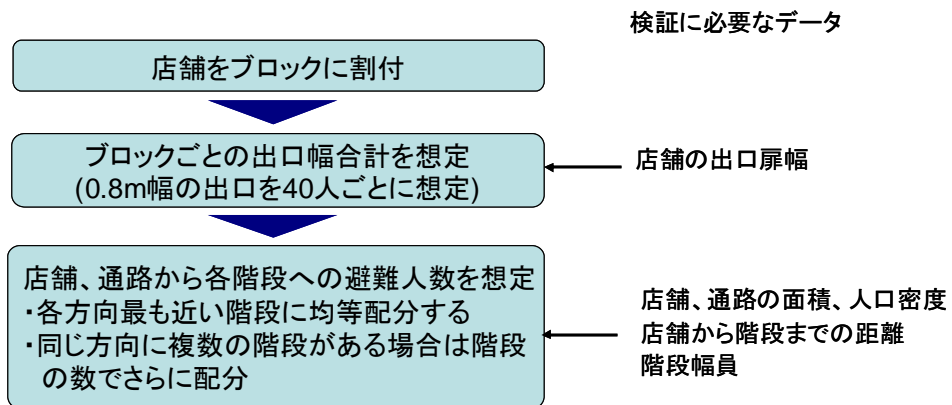 検証に必要なデータ
店舗をブロックに割付
ブロックごとの出口幅合計を想定
(0.8m幅の出口を40人ごとに想定)
店舗の出口扉幅
店舗、通路から各階段への避難人数を想定
・各方向最も近い階段に均等配分する
・同じ方向に複数の階段がある場合は階段
の数でさらに配分
店舗、通路の面積、人口密度
店舗から階段までの距離
階段幅員